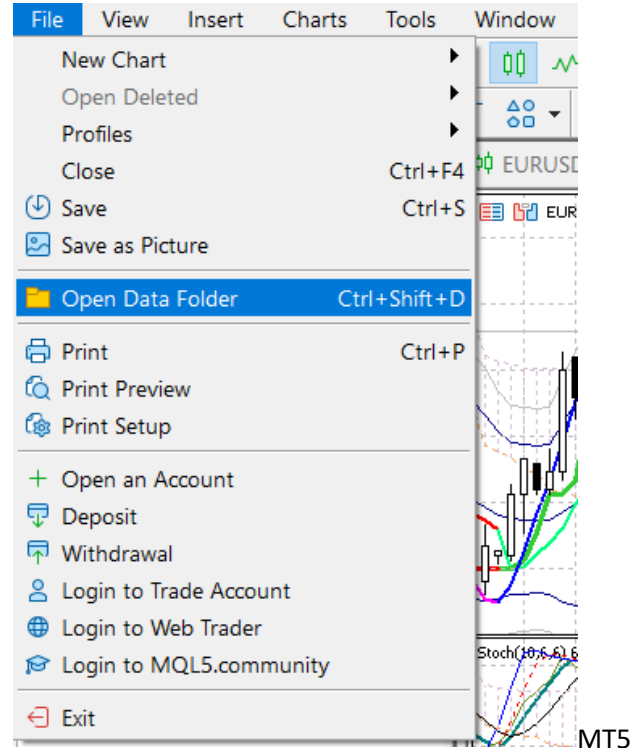 File View Insert Charts Tools Window
New Chart
Open Deleted
Profiles
EURUSD
Close Ctrl+F4
Save Ctrl+S
EUR
Save as Picture
Open Data Folder Ctrl+Shift+D
Print Ctrl+P
Print Preview
Print Setup
Open an Account
Deposit
Withdrawal
Login to Trade Account
Login to Web Trader
Stoch(10,6,6) 6
Login to MQL5.community
Exit
MT5